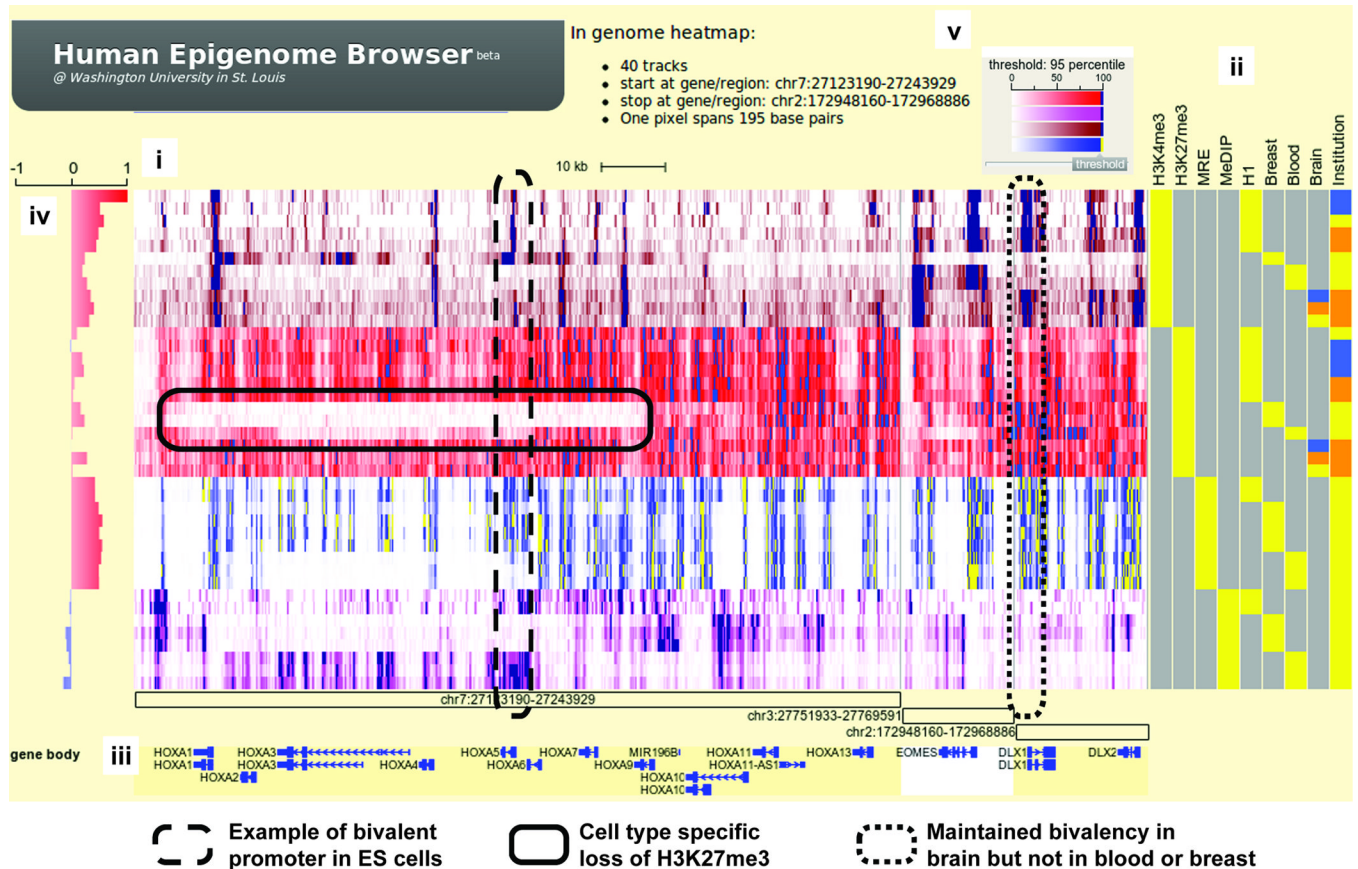 Human Epigenome Browser beta
@ Washington University in St. Louis
In genome heatmap:
• 40 tracks
• start at gene/region: chr7:27123190-27243929
• stop at gene/region: chr2:172948160-172968886
• One pixel spans 195 base pairs
v
threshold: 95 percentile
0 50 100
threshold
ii
H3K4me3
H3K27me3
MRE
MeDIP
H1
Breast
Blood
Brain
Institution
i
-1 0 1
10 kb
iv
chr7:27123190-27243929
chr3:27751933-27769591
chr2:172948160-172968886
gene body
iii
HOXA1 HOXA3 HOXA5 HOXA7 MIR196B HOXA11 HOXA13 EOMES DLX1 DLX2
HOXA1 HOXA3 HOXA4 HOXA6 HOXA9 HOXA11-AS1 DLX1
HOXA2 HOXA10
HOXA10
Example of bivalent
promoter in ES cells
Cell type specific
loss of H3K27me3
Maintained bivalency in
brain but not in blood or breast